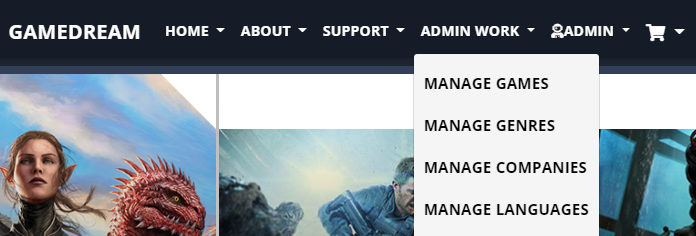 GAMEDREAM HOME ABOUT SUPPORT ADMIN WORK ADMIN
MANAGE GAMES
MANAGE GENRES
MANAGE COMPANIES
MANAGE LANGUAGES